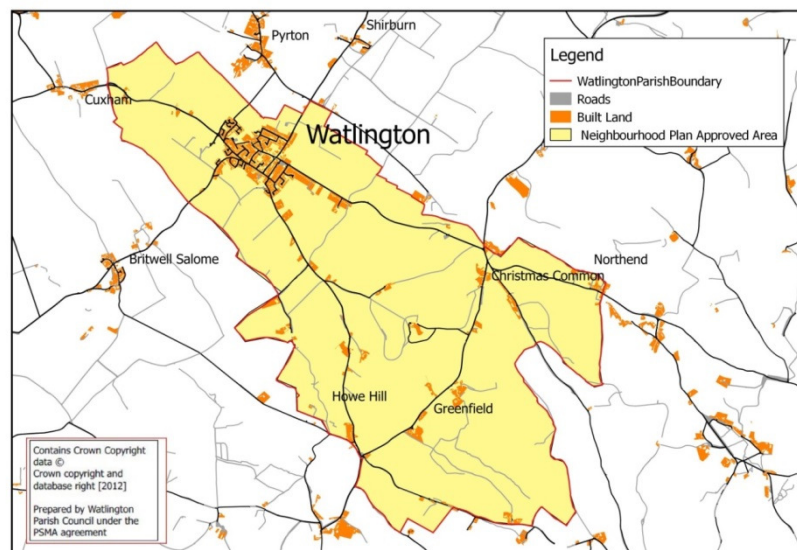 Pyrton
Shirburn
Legend
WatlingtonParishBoundary
Roads
Built Land
Neighbourhood Plan Approved Area
Cuxham
Watlington
Britwell Salome
Northend
Christmas Common
Howe Hill
Greenfield
Contains Crown Copyright
data ©
Crown copyright and
database right [2012]
Prepared by Watlington
Parish Council under the
PSMA agreement